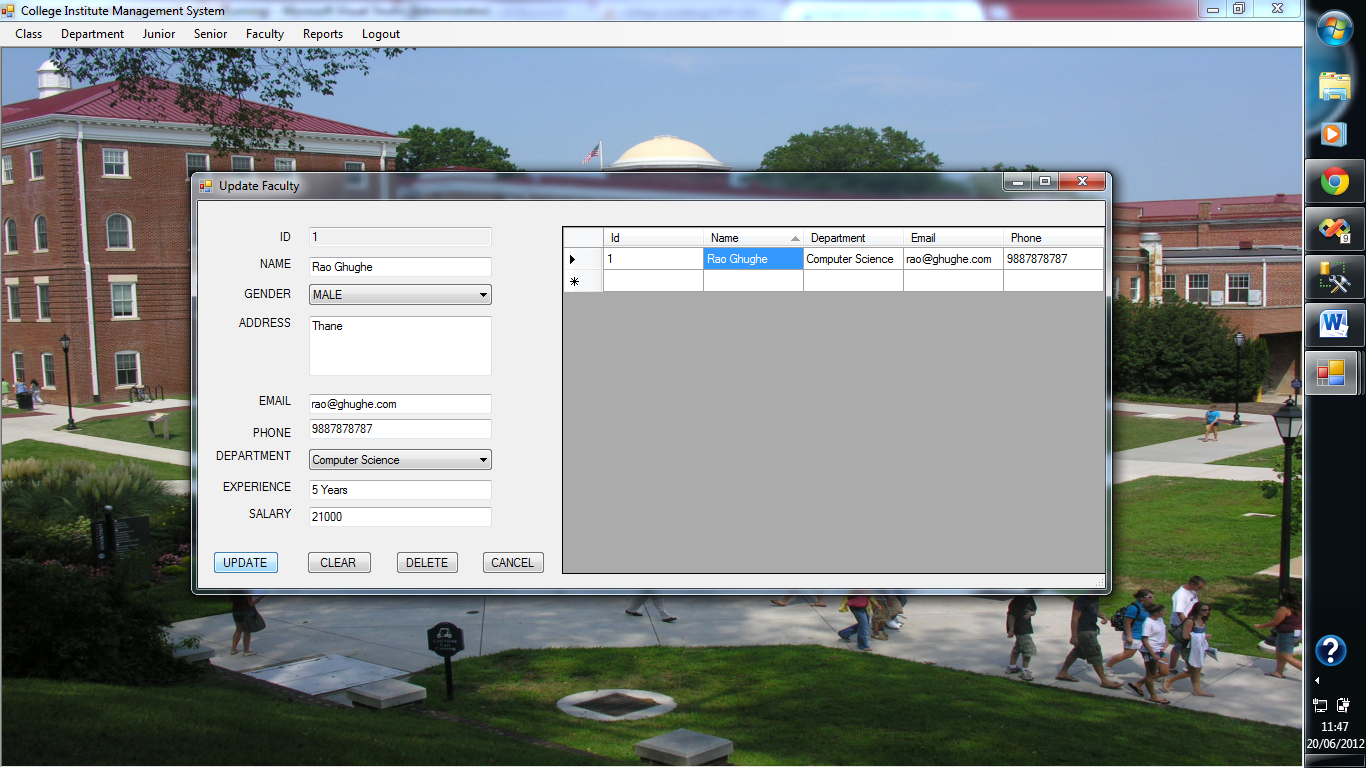 College Institute Management System
Class Department Junior Senior Faculty Reports Logout
Update Faculty
ID 1
NAME Rao Ghughe
GENDER MALE
ADDRESS Thane
EMAIL rao@ghughe.com
PHONE 9887878787
DEPARTMENT Computer Science
EXPERIENCE 5 Years
SALARY 21000
UPDATE CLEAR DELETE CANCEL
Id Name Department Email Phone
1 Rao Ghughe Computer Science rao@ghughe.com 9887878787
9
W
?
11:47
20/06/2012